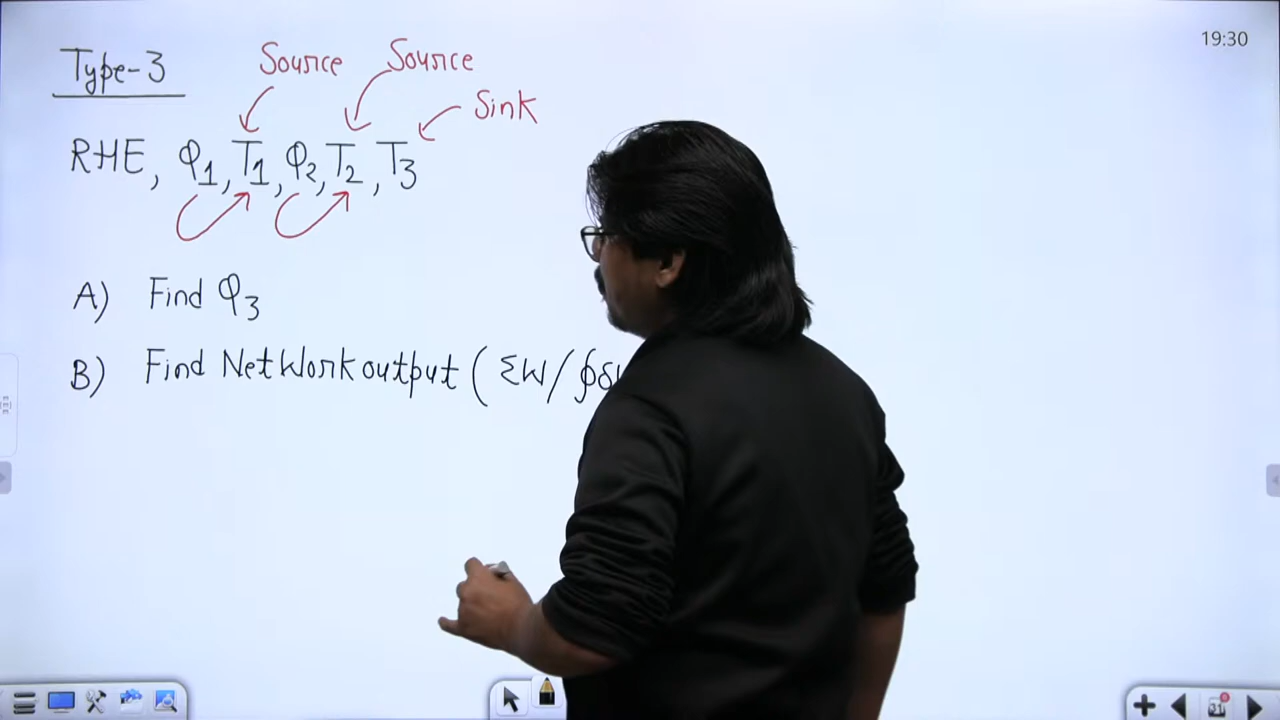 19:30
Type-3
Source Source
Sink
RHE, Q1, T1, Q2, T2, T3
A) Find Q3
B) Find Net Work output ( ΣW/ ∮δ